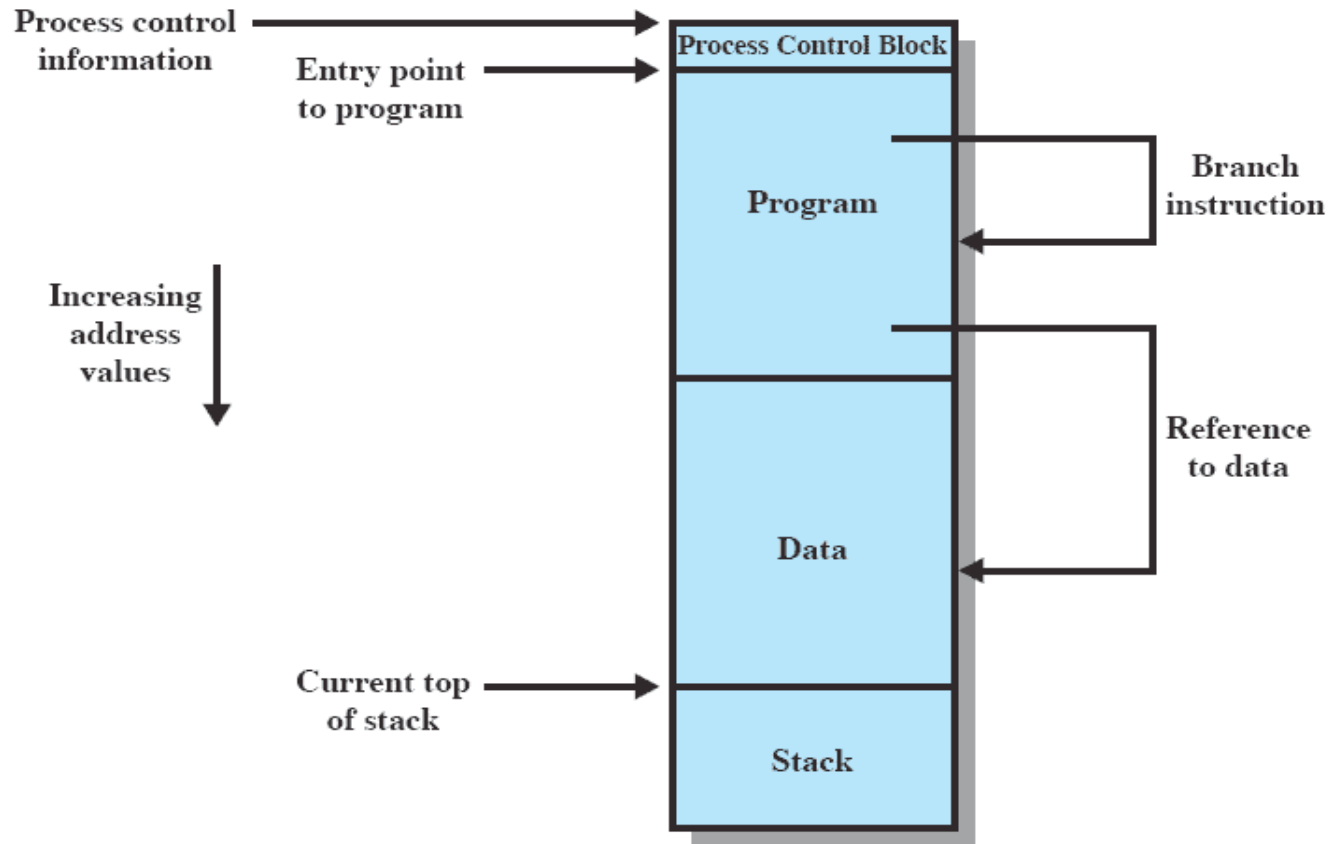 Process control
information
Process Control Block
Entry point
to program
Program
Branch
instruction
Increasing
address
values
Reference
to data
Data
Current top
of stack
Stack